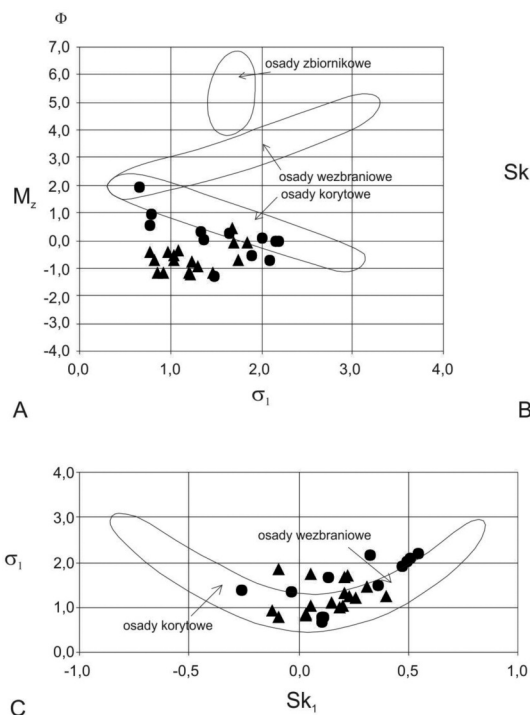 Φ
7,0
6,0
5,0
4,0
3,0
2,0
1,0
0,0
-1,0
-2,0
-3,0
-4,0
Mz
osady zbiornikowe
osady wezbraniowe
osady korytowe
0,0 1,0 2,0 3,0 4,0
σ1
A
Sk
B
4,0
3,0
2,0
1,0
0,0
σ1
osady wezbraniowe
osady korytowe
-1,0 -0,5 0,0 0,5 1,0
Sk1
C